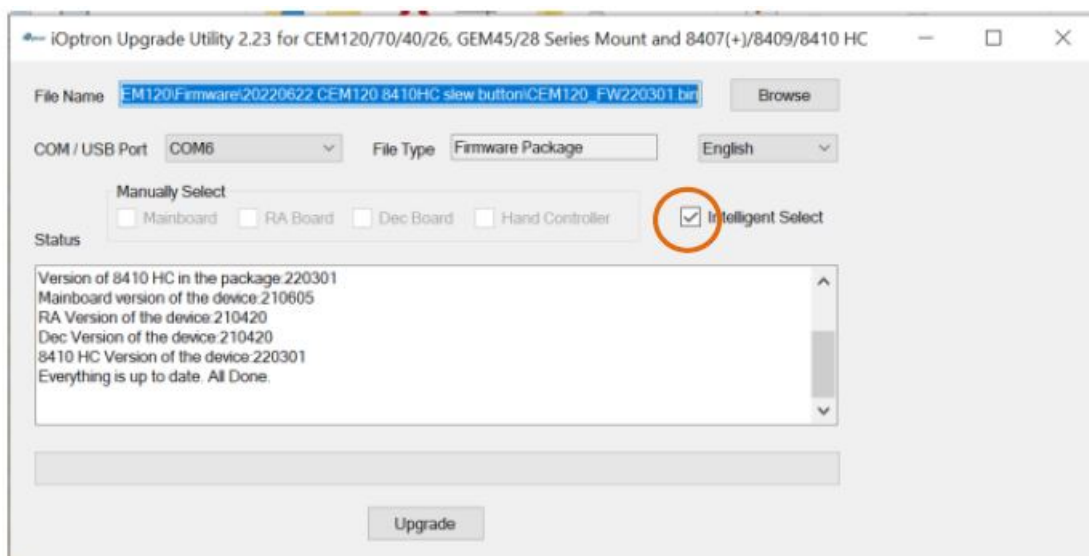 iOptron Upgrade Utility 2.23 for CEM120/70/40/26, GEM45/28 Series Mount and 8407(+)/8409/8410 HC
File Name EM120\Firmware\20220622 CEM120 8410HC slew button\CEM120_FW220301.bin Browse
COM / USB Port COM6 File Type Firmware Package English
Manually Select
Mainboard RA Board Dec Board Hand Controller Intelligent Select
Status
Version of 8410 HC in the package:220301
Mainboard version of the device:210605
RA Version of the device:210420
Dec Version of the device:210420
8410 HC Version of the device:220301
Everything is up to date. All Done.
Upgrade